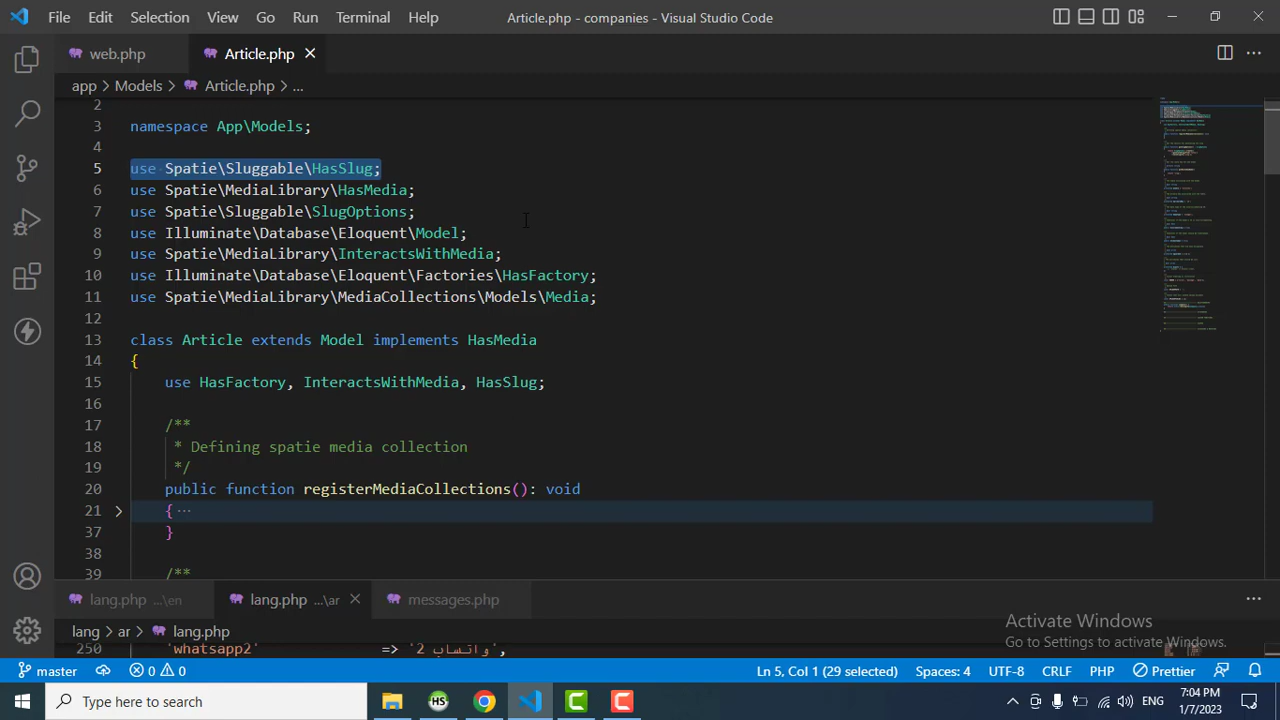 File Edit Selection View Go Run Terminal Help Article.php - companies - Visual Studio Code
web.php Article.php
app > Models > Article.php > ...
2
3 namespace App\Models;
4
5 use Spatie\Sluggable\HasSlug;
6 use Spatie\MediaLibrary\HasMedia;
7 use Spatie\Sluggable\SlugOptions;
8 use Illuminate\Database\Eloquent\Model;
9 use Spatie\MediaLibrary\InteractsWithMedia;
10 use Illuminate\Database\Eloquent\Factories\HasFactory;
11 use Spatie\MediaLibrary\MediaCollections\Models\Media;
12
13 class Article extends Model implements HasMedia
14 {
15 use HasFactory, InteractsWithMedia, HasSlug;
16
17 /**
18 * Defining spatie media collection
19 */
20 public function registerMediaCollections(): void
21 { ...
37 }
38
39 /**
lang.php ...\en lang.php ...\ar messages.php
lang > ar > lang.php
250 'whatsapp2' => 'واتساب 2',
Activate Windows
Go to Settings to activate Windows.
master 0 0 Ln 5, Col 1 (29 selected) Spaces: 4 UTF-8 CRLF PHP Prettier
Type here to search HS ENG 7:04 PM
1/7/2023